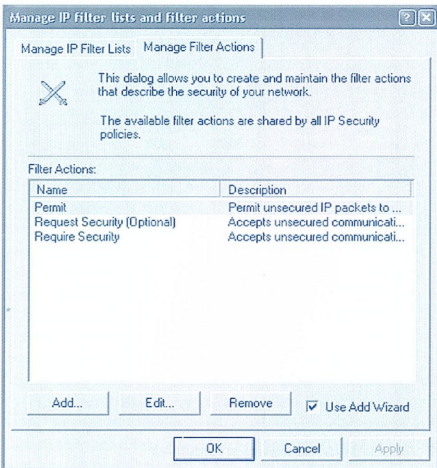 Manage IP filter lists and filter actions
Manage IP Filter Lists Manage Filter Actions
This dialog allows you to create and maintain the filter actions
that describe the security of your network.
The available filter actions are shared by all IP Security
policies.
Filter Actions:
Name Description
Permit Permit unsecured IP packets to ...
Request Security (Optional) Accepts unsecured communicati...
Require Security Accepts unsecured communicati...
Add... Edit... Remove Use Add Wizard
OK Cancel Apply